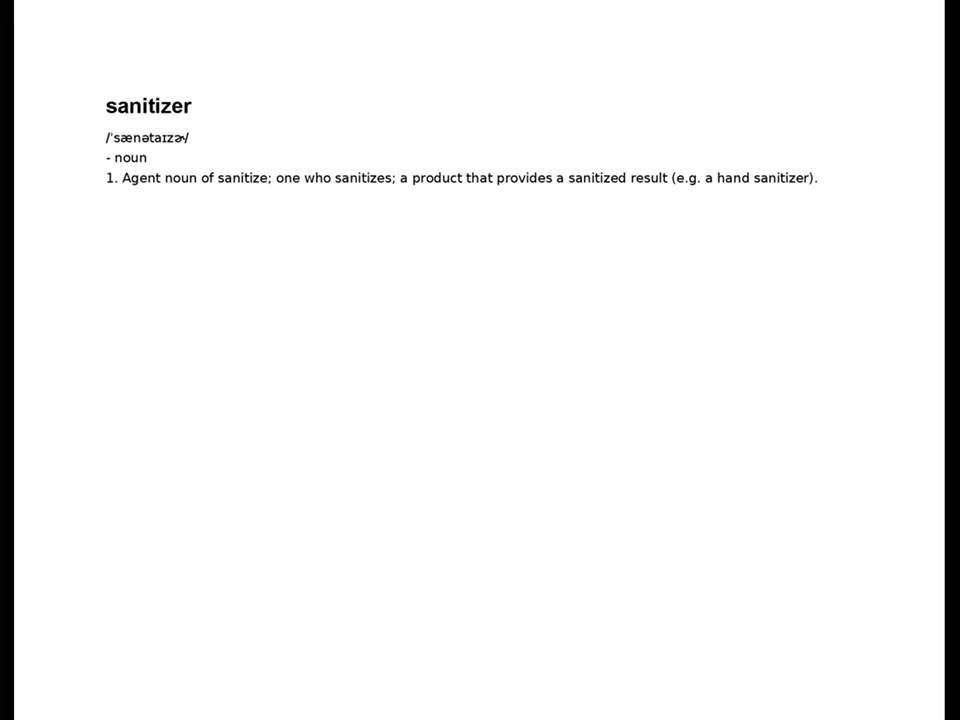 sanitizer
/ˈsænətaɪzɚ/
- noun
1. Agent noun of sanitize; one who sanitizes; a product that provides a sanitized result (e.g. a hand sanitizer).